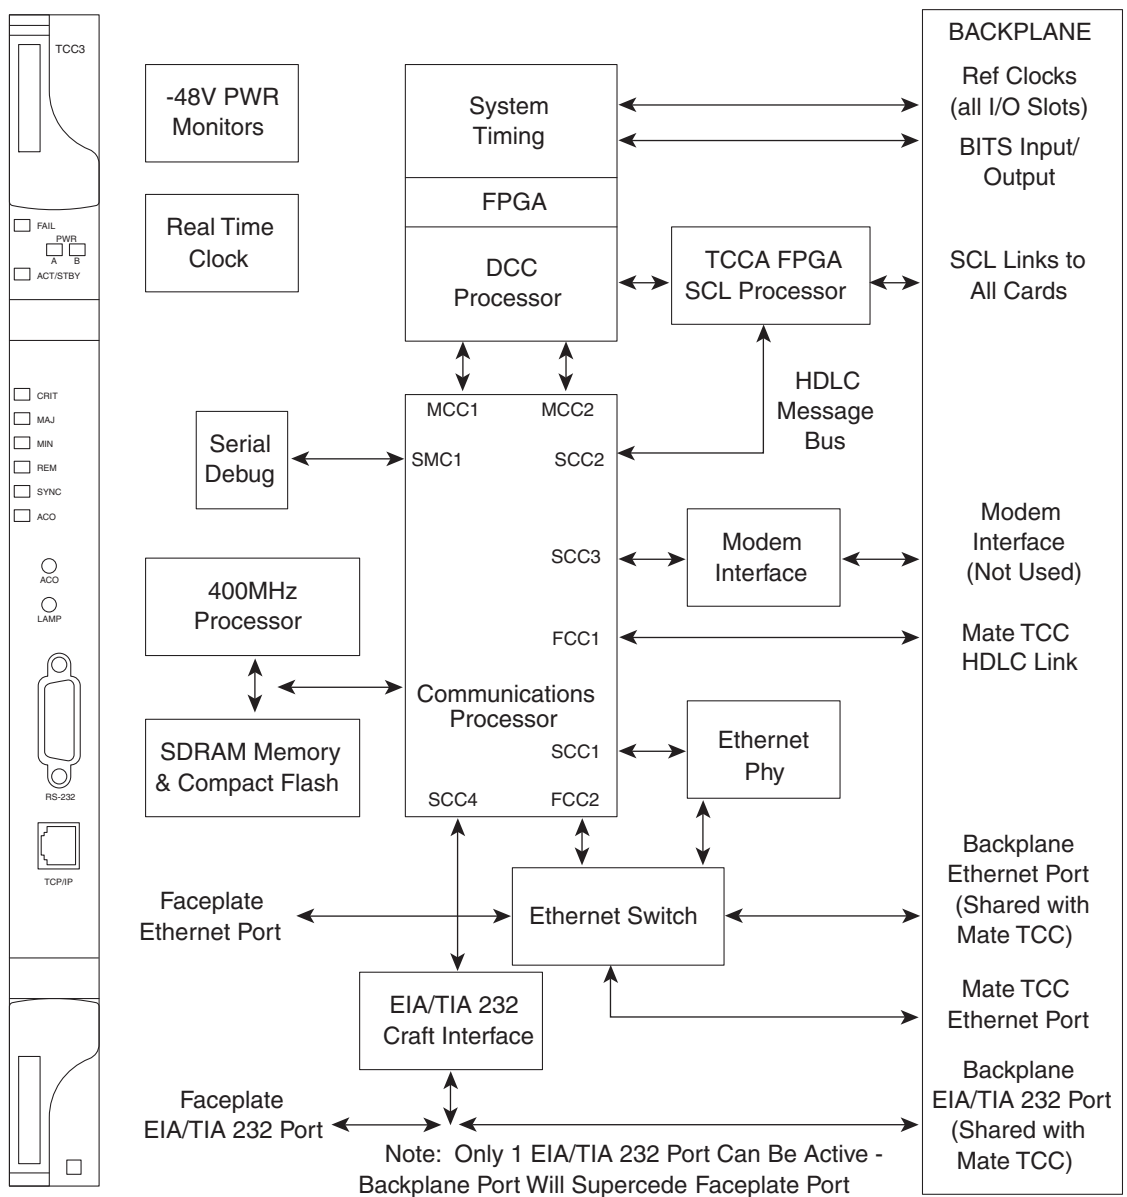 TCC3
FAIL
PWR
A B
ACT/STBY
CRIT
MAJ
MIN
REM
SYNC
ACO
ACO
LAMP
RS-232
TCP/IP
-48V PWR
Monitors
Real Time
Clock
System
Timing
FPGA
DCC
Processor
TCCA FPGA
SCL Processor
HDLC
Message
Bus
MCC1
MCC2
SMC1
SCC2
SCC3
FCC1
Communications
Processor
SCC1
SCC4
FCC2
Serial
Debug
400MHz
Processor
SDRAM Memory
& Compact Flash
Modem
Interface
Ethernet
Phy
Faceplate
Ethernet Port
Ethernet Switch
EIA/TIA 232
Craft Interface
Faceplate
EIA/TIA 232 Port
BACKPLANE
Ref Clocks
(all I/O Slots)
BITS Input/
Output
SCL Links to
All Cards
Modem
Interface
(Not Used)
Mate TCC
HDLC Link
Backplane
Ethernet Port
(Shared with
Mate TCC)
Mate TCC
Ethernet Port
Backplane
EIA/TIA 232 Port
(Shared with
Mate TCC)
Note: Only 1 EIA/TIA 232 Port Can Be Active -
Backplane Port Will Supercede Faceplate Port